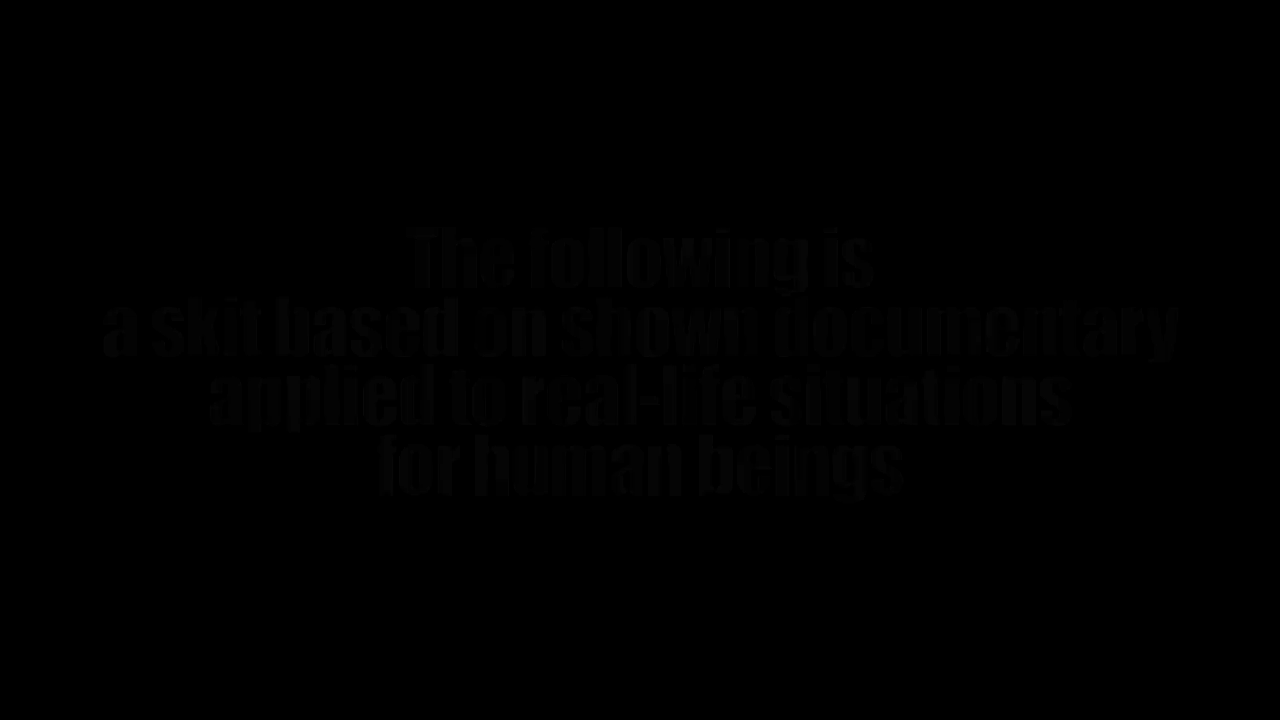 The following is
a skit based on shown documentary
applied to real-life situations
for human beings